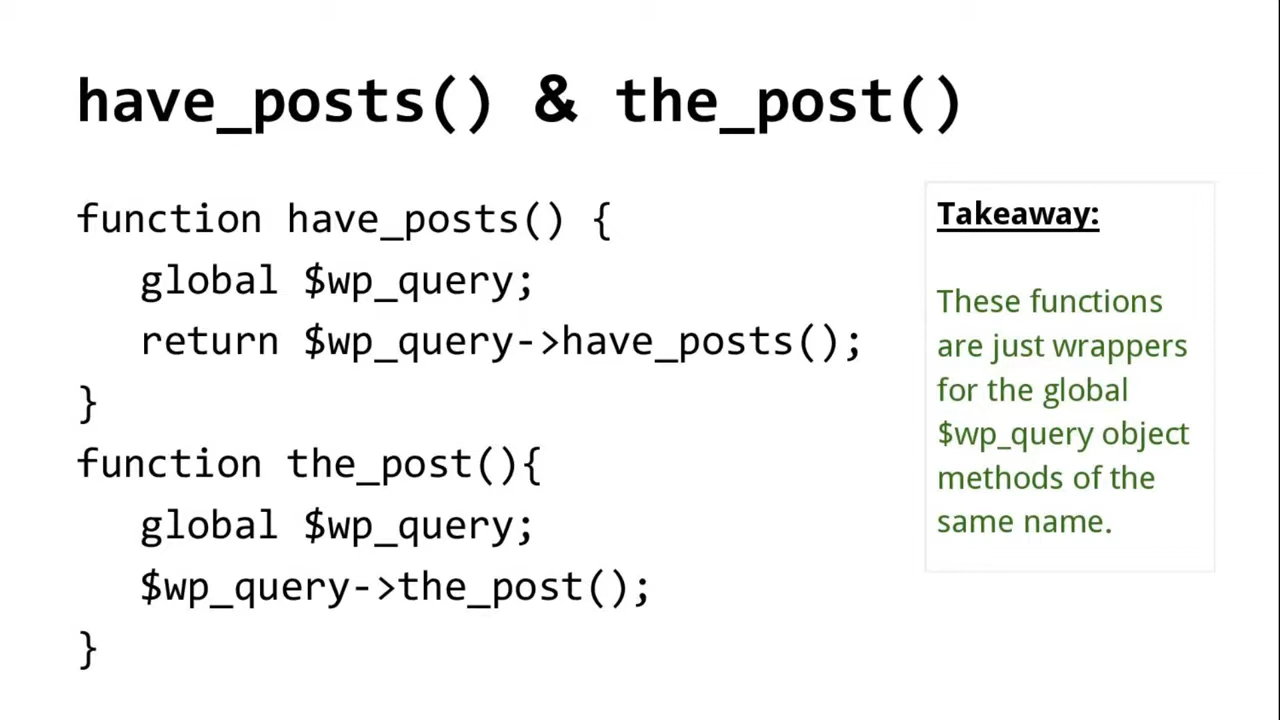 have_posts() & the_post()
function have_posts() {
global $wp_query;
return $wp_query->have_posts();
}
function the_post(){
global $wp_query;
$wp_query->the_post();
}
Takeaway:
These functions
are just wrappers
for the global
$wp_query object
methods of the
same name.